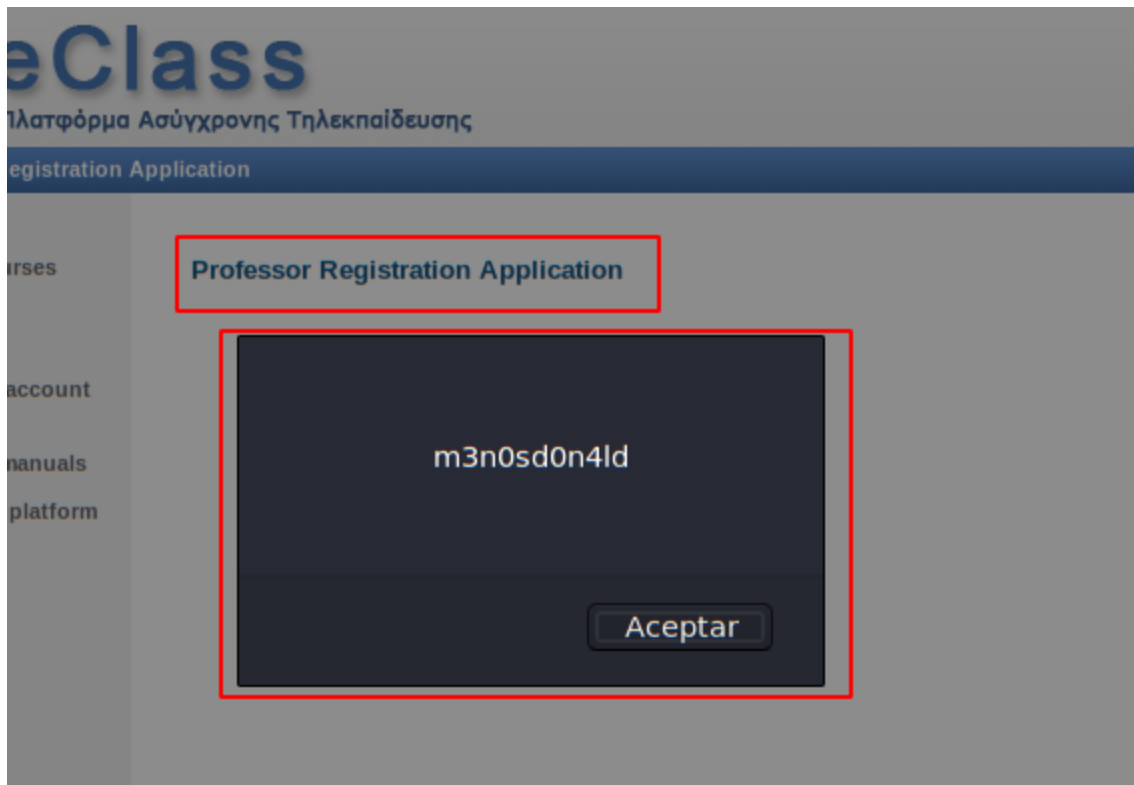 eClass
Πλατφόρμα Ασύγχρονης Τηλεκπαίδευσης
egistration Application
urses
Professor Registration Application
account
manuals
platform
m3n0sd0n4ld
Aceptar